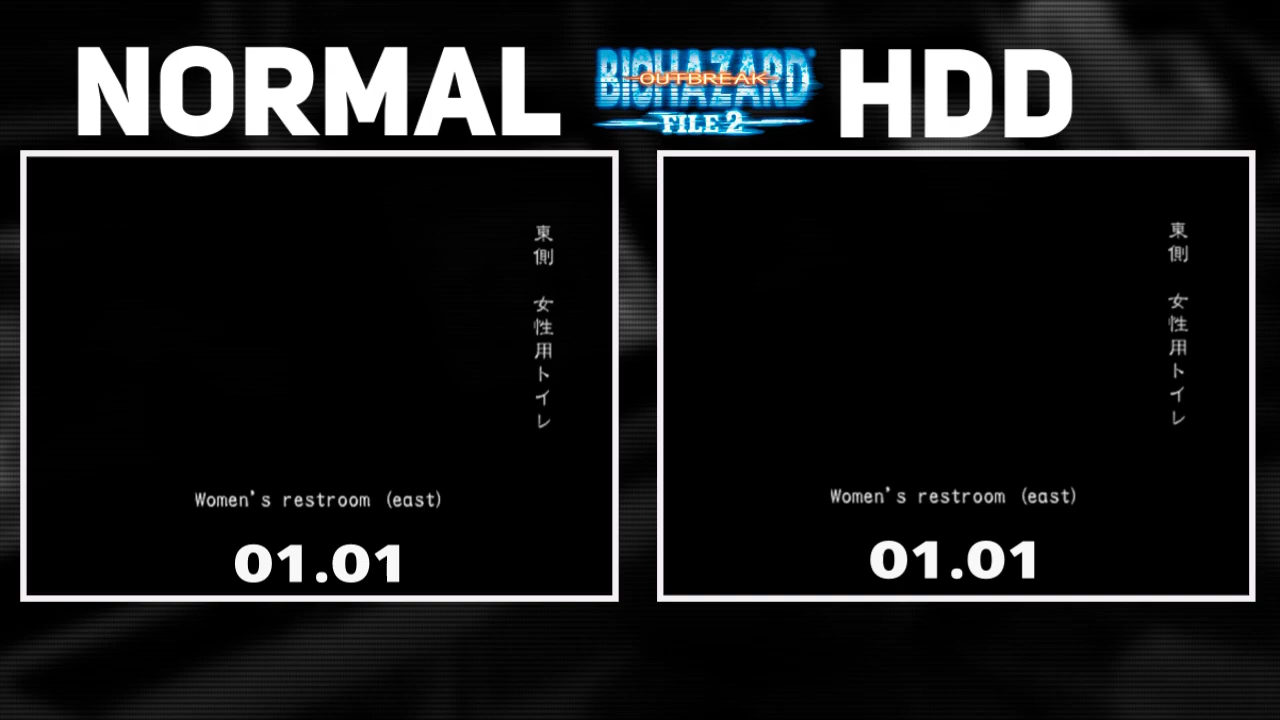 NORMAL
BIOHAZARD
OUTBREAK
FILE 2
HDD
東側 女性用トイレ
Women's restroom (east)
01.01
東側 女性用トイレ
Women's restroom (east)
01.01